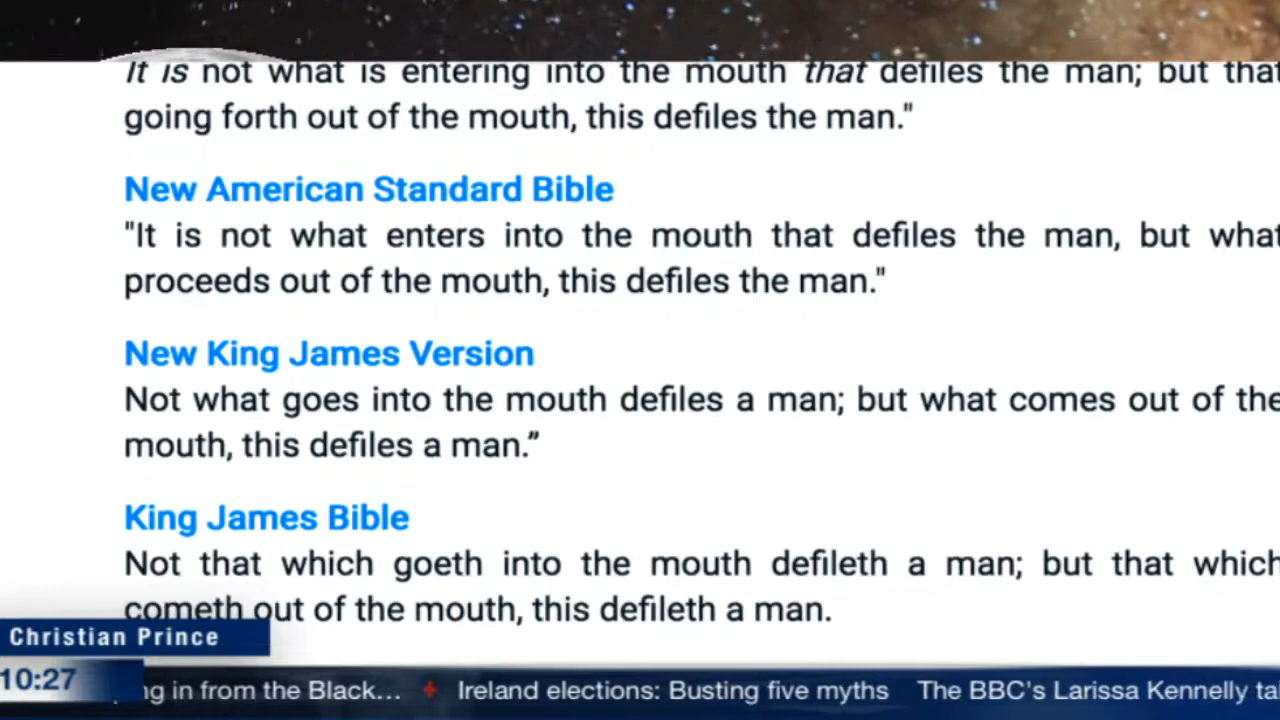 It is not what is entering into the mouth that defiles the man; but that
going forth out of the mouth, this defiles the man."
New American Standard Bible
"It is not what enters into the mouth that defiles the man, but what
proceeds out of the mouth, this defiles the man."
New King James Version
Not what goes into the mouth defiles a man; but what comes out of the
mouth, this defiles a man.”
King James Bible
Not that which goeth into the mouth defileth a man; but that which
cometh out of the mouth, this defileth a man.
Christian Prince
10:27
in from the Black... Ireland elections: Busting five myths The BBC's Larissa Kennelly